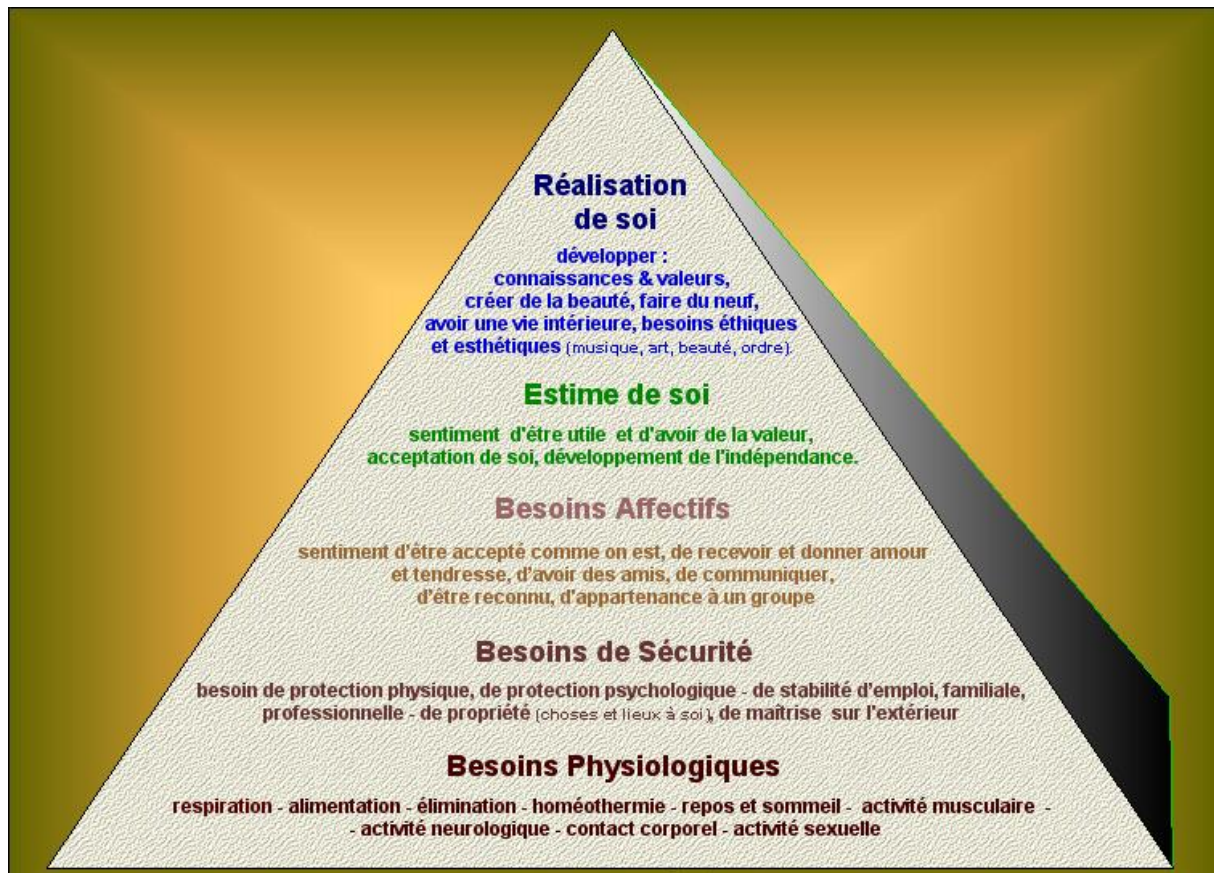 Réalisation
de soi
développer :
connaissances & valeurs,
créer de la beauté, faire du neuf,
avoir une vie intérieure, besoins éthiques
et esthétiques (musique, art, beauté, ordre).
Estime de soi
sentiment d'être utile et d'avoir de la valeur,
acceptation de soi, développement de l'indépendance.
Besoins Affectifs
sentiment d'être accepté comme on est, de recevoir et donner amour
et tendresse, d'avoir des amis, de communiquer,
d'être reconnu, d'appartenance à un groupe
Besoins de Sécurité
besoin de protection physique, de protection psychologique - de stabilité d'emploi, familiale,
professionnelle - de propriété (choses et lieux à soi), de maîtrise sur l'extérieur
Besoins Physiologiques
respiration - alimentation - élimination - homéothermie - repos et sommeil - activité musculaire -
- activité neurologique - contact corporel - activité sexuelle